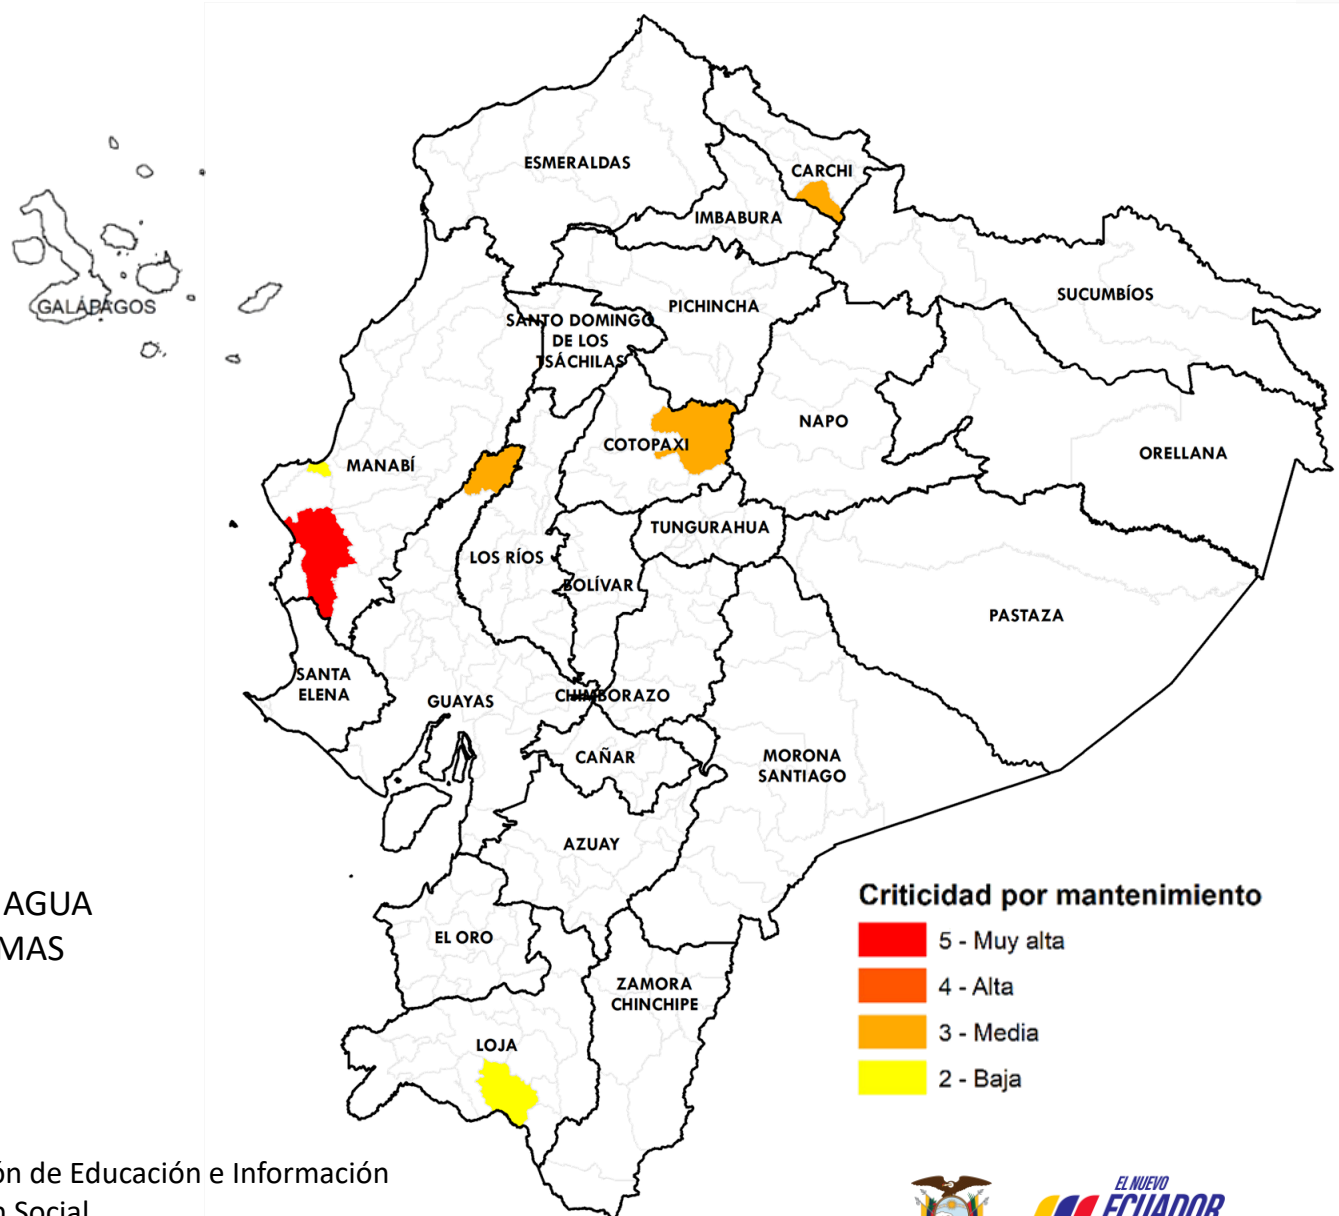 ESMERALDAS
CARCHI
IMBABURA
GALÁPAGOS
SUCUMBÍOS
PICHINCHA
SANTO DOMINGO
DE LOS
TSÁCHILAS
NAPO
COTOPAXI
ORELLANA
MANABÍ
TUNGURAHUA
LOS RÍOS
BOLÍVAR
PASTAZA
SANTA
ELENA
GUAYAS
CHIMBORAZO
CAÑAR
MORONA
SANTIAGO
AZUAY
EL ORO
ZAMORA
CHINCHIPE
LOJA
Criticidad por mantenimiento
5 - Muy alta
4 - Alta
3 - Media
2 - Baja
AGUA
MAS
ón de Educación e Información
n Social
EL NUEVO
ECUADOR